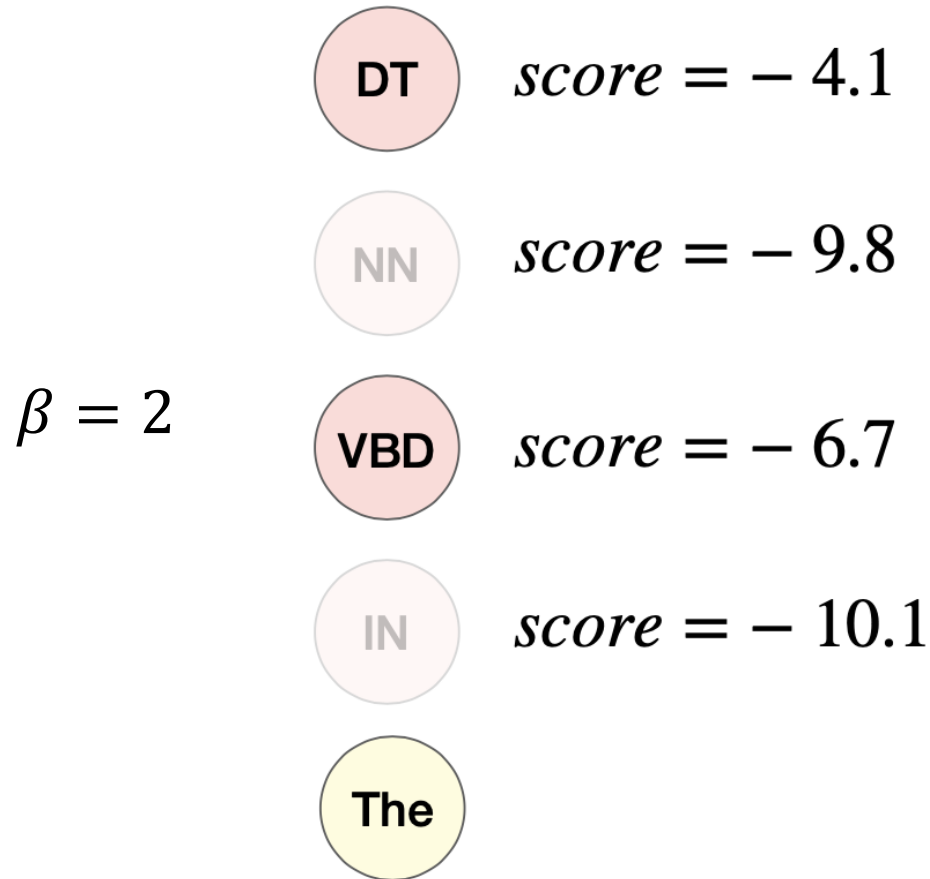 DT score = − 4.1
NN score = − 9.8
β = 2
VBD score = − 6.7
IN score = − 10.1
The